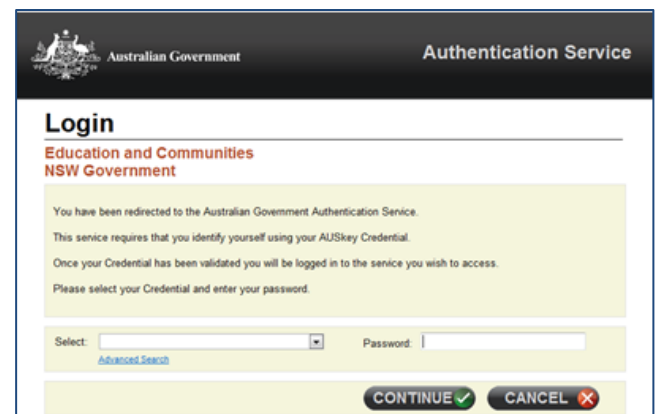 Australian Government
Authentication Service
Login
Education and Communities
NSW Government
You have been redirected to the Australian Government Authentication Service.
This service requires that you identify yourself using your AUSkey Credential.
Once your Credential has been validated you will be logged in to the service you wish to access.
Please select your Credential and enter your password.
Select: Password:
Advanced Search
CONTINUE CANCEL